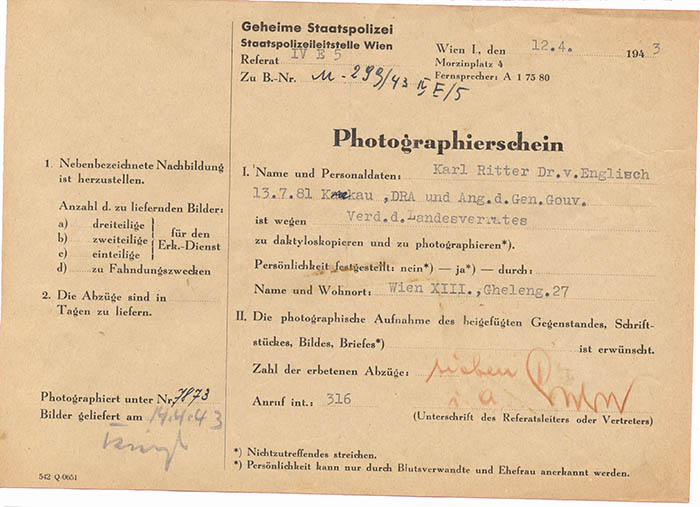 Geheime Staatspolizei
Staatspolizeileitstelle Wien
Referat IV E 5
Zu B.-Nr. M - 299/43 IV E/5
Wien I., den 12.4. 1943
Morzinplatz 4
Fernsprecher: A 1 75 80
Photographierschein
1. Nebenbezeichnete Nachbildung
ist herzustellen.
Anzahl d. zu liefernden Bilder:
a) dreiteilige
b) zweiteilige
c) einteilige
für den
Erk.-Dienst
d) zu Fahndungszwecken
2. Die Abzüge sind in
Tagen zu liefern.
Photographiert unter Nr. 7873
Bilder geliefert am 14.4.43
I. Name und Personaldaten: Karl Ritter Dr.v.Englisch
13.7.81 Krakau ,DRA und Ang.d.Gen.Gouv.
ist wegen Verd.d.Landesverrates
zu daktyloskopieren und zu photographieren*).
Persönlichkeit festgestellt: nein*) — ja*) — durch:
Name und Wohnort: Wien XIII.,Gheleng.27
II. Die photographische Aufnahme des beigefügten Gegenstandes, Schrift-
stückes, Bildes, Briefes*) ist erwünscht.
Zahl der erbetenen Abzüge: sieben
Anruf int.: 316 i.A.
(Unterschrift des Referatsleiters oder Vertreters)
*) Nichtzutreffendes streichen.
*) Persönlichkeit kann nur durch Blutsverwandte und Ehefrau anerkannt werden.
542 Q 0651